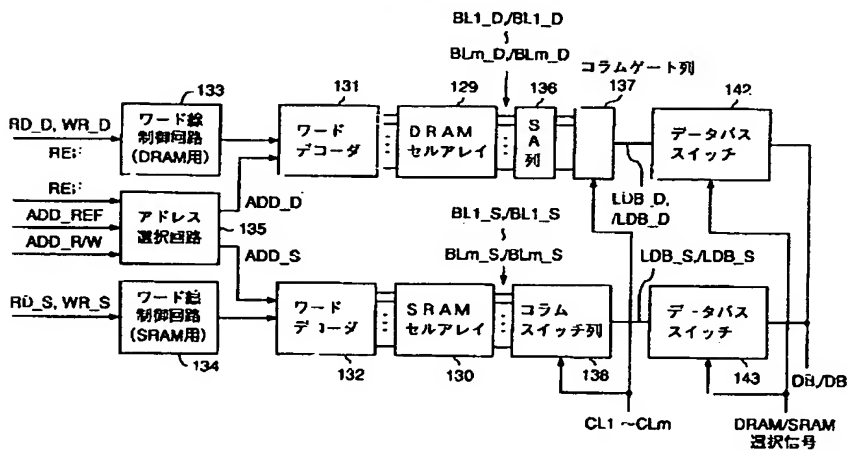 BL1_D,/BL1_D
~
BLm_D,/BLm_D
コラムゲート列
133
131
129
136
137
142
RD_D, WR_D
REF
ワード線
制御回路
(DRAM用)
ワード
デコーダ
DRAM
セルアレイ
SA列
データバス
スイッチ
REF
ADD_REF
ADD_R/W
アドレス
選択回路
135
ADD_D
ADD_S
BL1_S,/BL1_S
~
BLm_S,/BLm_S
LDB_D,
/LDB_D
LDB_S,/LDB_S
RD_S, WR_S
ワード線
制御回路
(SRAM用)
ワード
デコーダ
SRAM
セルアレイ
コラム
スイッチ列
データバス
スイッチ
134
132
130
138
143
DB,/DB
CL1 ~CLm
DRAM/SRAM
選択信号